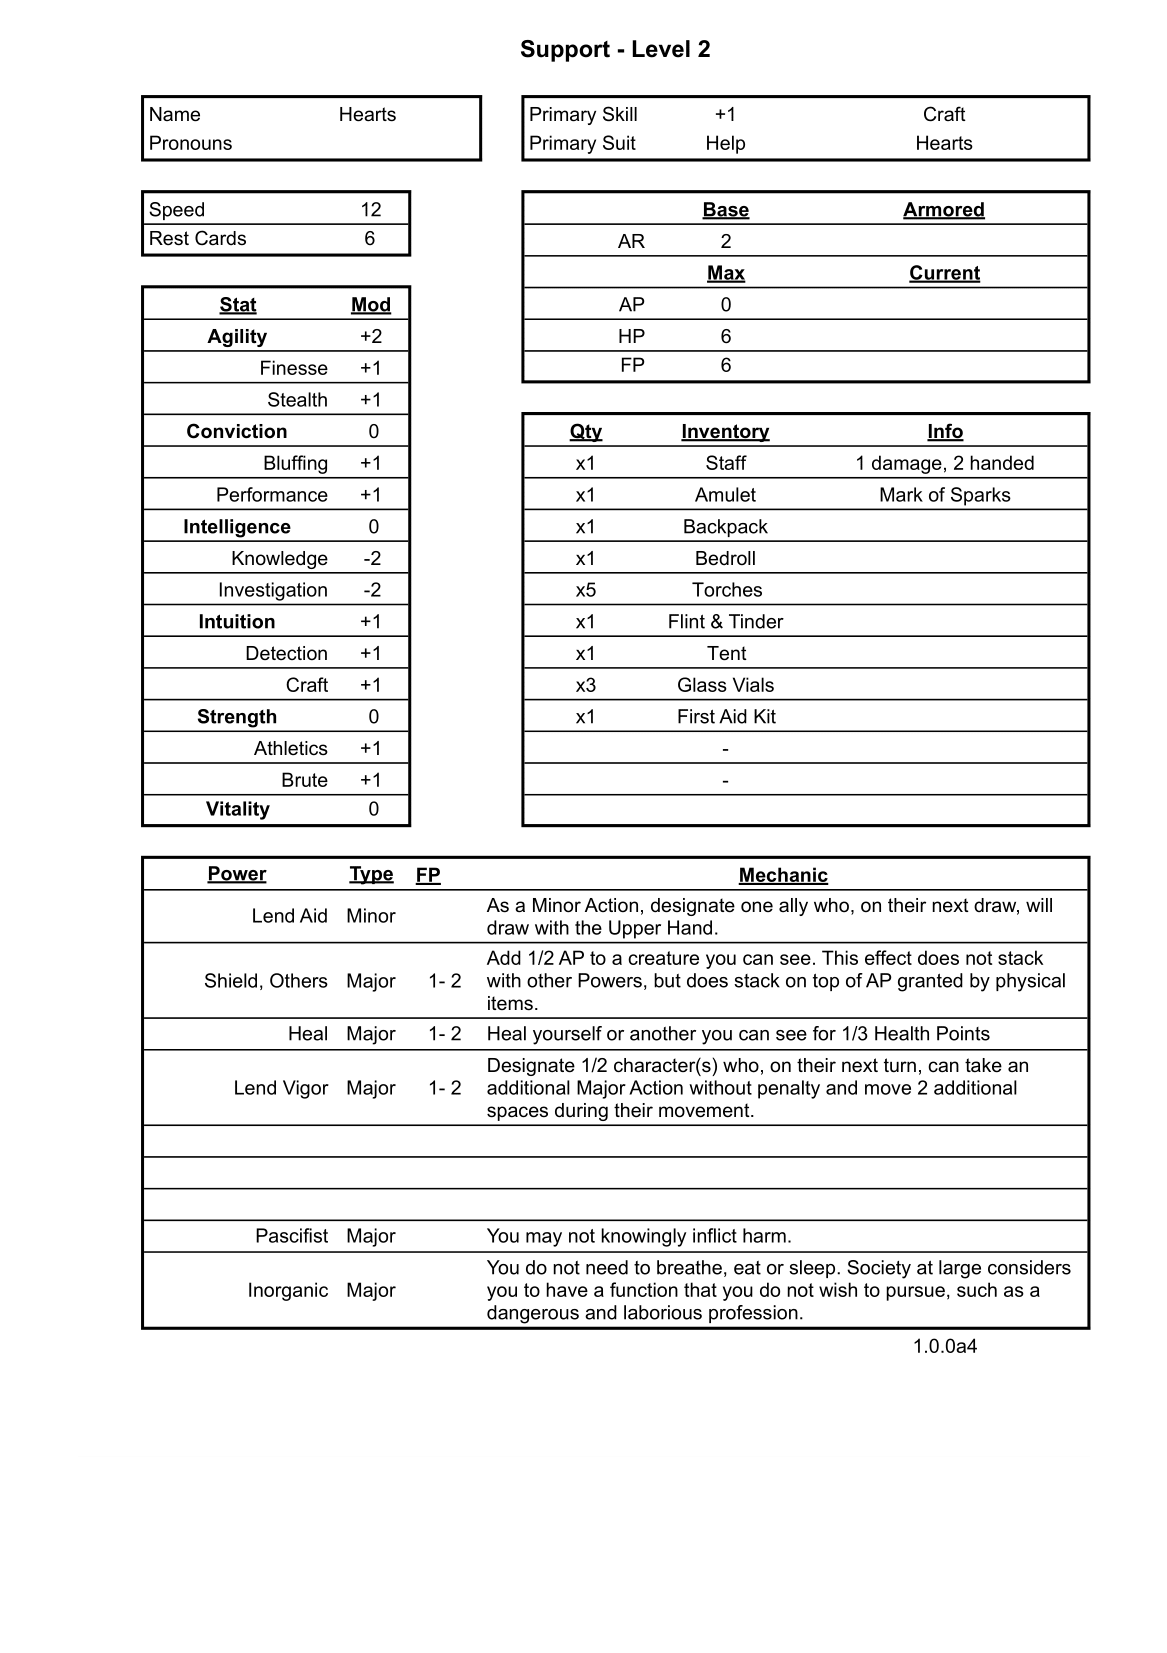 Support - Level 2
Name Hearts
Pronouns
Primary Skill +1 Craft
Primary Suit Help Hearts
Speed 12
Rest Cards 6
Base Armored
AR 2
Max Current
AP 0
HP 6
FP 6
Stat Mod
Agility +2
Finesse +1
Stealth +1
Conviction 0
Bluffing +1
Performance +1
Intelligence 0
Knowledge -2
Investigation -2
Intuition +1
Detection +1
Craft +1
Strength 0
Athletics +1
Brute +1
Vitality 0
Qty Inventory Info
x1 Staff 1 damage, 2 handed
x1 Amulet Mark of Sparks
x1 Backpack
x1 Bedroll
x5 Torches
x1 Flint & Tinder
x1 Tent
x3 Glass Vials
x1 First Aid Kit
-
-
Power Type FP Mechanic
Lend Aid Minor As a Minor Action, designate one ally who, on their next draw, will
draw with the Upper Hand.
Shield, Others Major 1- 2 Add 1/2 AP to a creature you can see. This effect does not stack
with other Powers, but does stack on top of AP granted by physical
items.
Heal Major 1- 2 Heal yourself or another you can see for 1/3 Health Points
Lend Vigor Major 1- 2 Designate 1/2 character(s) who, on their next turn, can take an
additional Major Action without penalty and move 2 additional
spaces during their movement.
Pascifist Major You may not knowingly inflict harm.
Inorganic Major You do not need to breathe, eat or sleep. Society at large considers
you to have a function that you do not wish to pursue, such as a
dangerous and laborious profession.
1.0.0a4